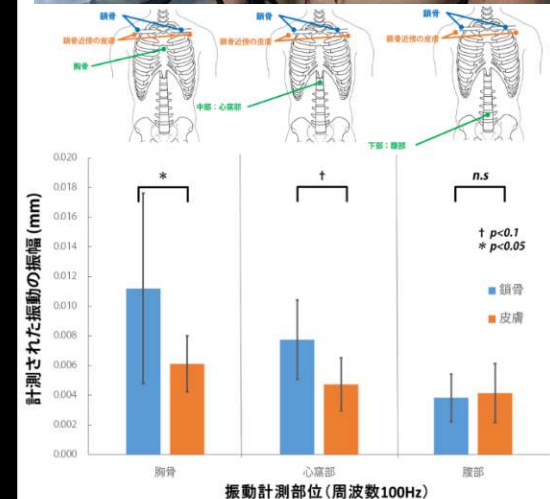 鎖骨
鎖骨近傍の皮膚
胸骨
鎖骨
鎖骨近傍の皮膚
中部：心窩部
鎖骨
鎖骨近傍の皮膚
下部：腹部
計測された振動の振幅 (mm)
0.020
0.018
0.016
0.014
0.012
0.010
0.008
0.006
0.004
0.002
0.000
*
†
n.s
† p<0.1
* p<0.05
鎖骨
皮膚
胸骨
心窩部
腹部
振動計測部位(周波数100Hz)